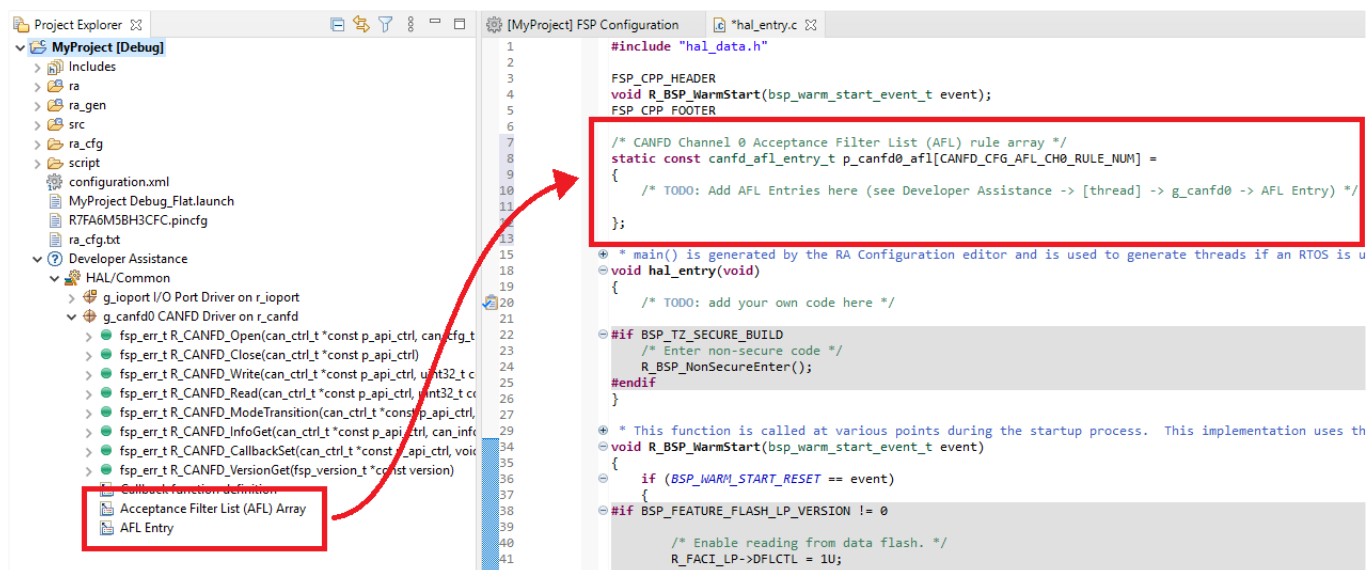 Project Explorer
MyProject [Debug]
Includes
ra
ra_gen
src
ra_cfg
script
configuration.xml
MyProject Debug_Flat.launch
R7FA6M5BH3CFC.pincfg
ra_cfg.txt
Developer Assistance
HAL/Common
g_ioport I/O Port Driver on r_ioport
g_canfd0 CANFD Driver on r_canfd
fsp_err_t R_CANFD_Open(can_ctrl_t *const p_api_ctrl, can_cfg_t
fsp_err_t R_CANFD_Close(can_ctrl_t *const p_api_ctrl)
fsp_err_t R_CANFD_Write(can_ctrl_t *const p_api_ctrl, uint32_t c
fsp_err_t R_CANFD_Read(can_ctrl_t *const p_api_ctrl, uint32_t co
fsp_err_t R_CANFD_ModeTransition(can_ctrl_t *const p_api_ctrl,
fsp_err_t R_CANFD_InfoGet(can_ctrl_t *const p_api_ctrl, can_info
fsp_err_t R_CANFD_CallbackSet(can_ctrl_t *const p_api_ctrl, void
fsp_err_t R_CANFD_VersionGet(fsp_version_t *const version)
Callback function definition
Acceptance Filter List (AFL) Array
AFL Entry
[MyProject] FSP Configuration
*hal_entry.c
1 #include "hal_data.h"
2
3 FSP_CPP_HEADER
4 void R_BSP_WarmStart(bsp_warm_start_event_t event);
5 FSP_CPP_FOOTER
6
7 /* CANFD Channel 0 Acceptance Filter List (AFL) rule array */
8 static const canfd_afl_entry_t p_canfd0_afl[CANFD_CFG_AFL_CH0_RULE_NUM] =
9 {
10 /* TODO: Add AFL Entries here (see Developer Assistance -> [thread] -> g_canfd0 -> AFL Entry) */
11
12 };
13
15 * main() is generated by the RA Configuration editor and is used to generate threads if an RTOS is u
18 void hal_entry(void)
19 {
20 /* TODO: add your own code here */
21
22 #if BSP_TZ_SECURE_BUILD
23 /* Enter non-secure code */
24 R_BSP_NonSecureEnter();
25 #endif
26 }
27
29 * This function is called at various points during the startup process. This implementation uses th
34 void R_BSP_WarmStart(bsp_warm_start_event_t event)
35 {
36 if (BSP_WARM_START_RESET == event)
37 {
38 #if BSP_FEATURE_FLASH_LP_VERSION != 0
39
40 /* Enable reading from data flash. */
41 R_FACI_LP->DFLCTL = 1U;